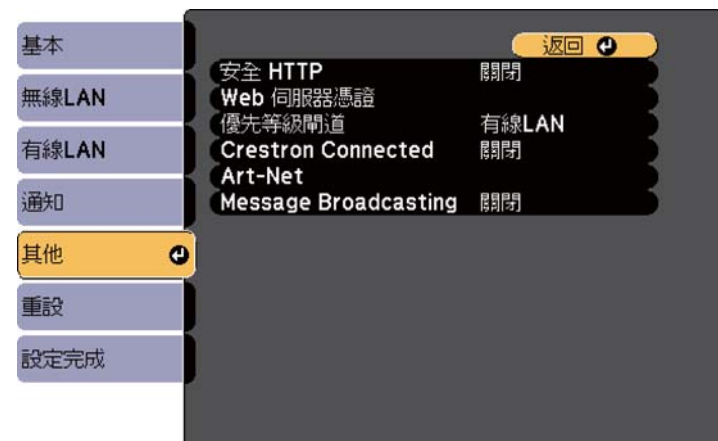 基本
無線LAN
有線LAN
通知
其他
重設
設定完成
返回
安全 HTTP 關閉
Web 伺服器憑證
優先等級閘道 有線LAN
Crestron Connected 關閉
Art-Net
Message Broadcasting 關閉